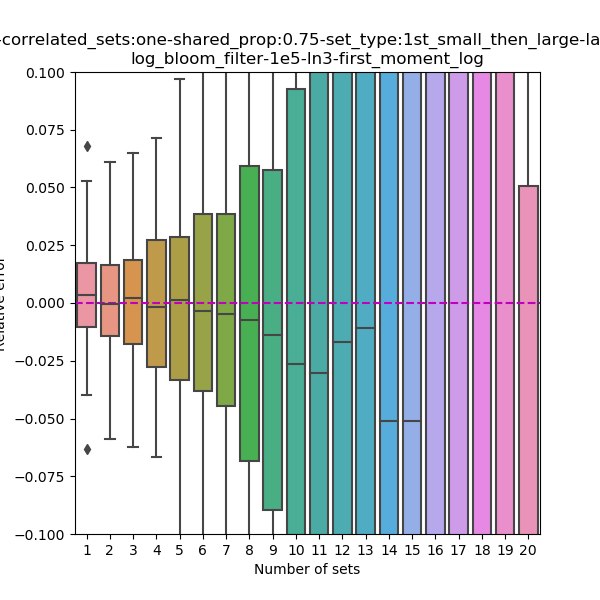 -correlated_sets:one-shared_prop:0.75-set_type:1st_small_then_large-la
log_bloom_filter-1e5-ln3-first_moment_log
0.100
0.075
0.050
0.025
0.000
−0.025
−0.050
−0.075
−0.100
1 2 3 4 5 6 7 8 9 10 11 12 13 14 15 16 17 18 19 20
Number of sets